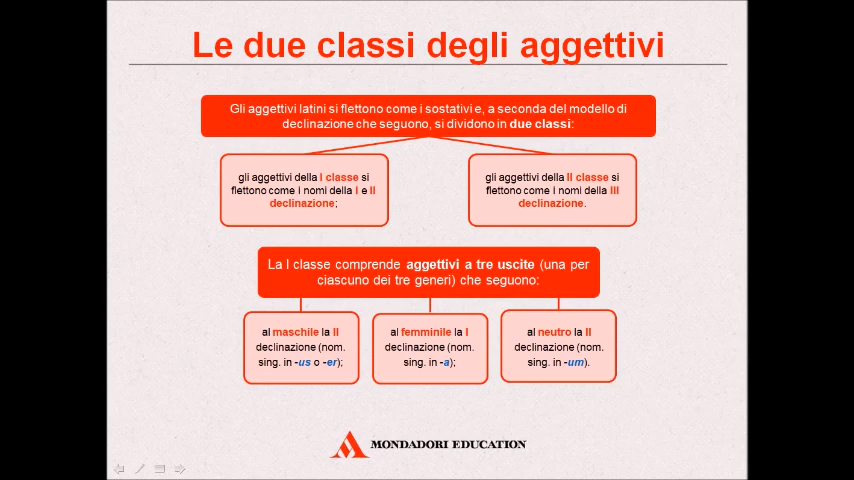 Le due classi degli aggettivi
Gli aggettivi latini si flettono come i sostativi e, a seconda del modello di
declinazione che seguono, si dividono in due classi:
gli aggettivi della I classe si
flettono come i nomi della I e II
declinazione;
gli aggettivi della II classe si
flettono come i nomi della III
declinazione.
La I classe comprende aggettivi a tre uscite (una per
ciascuno dei tre generi) che seguono:
al maschile la II
declinazione (nom.
sing. in -us o -er);
al femminile la I
declinazione (nom.
sing. in -a);
al neutro la II
declinazione (nom.
sing. in -um).
MONDADORI EDUCATION